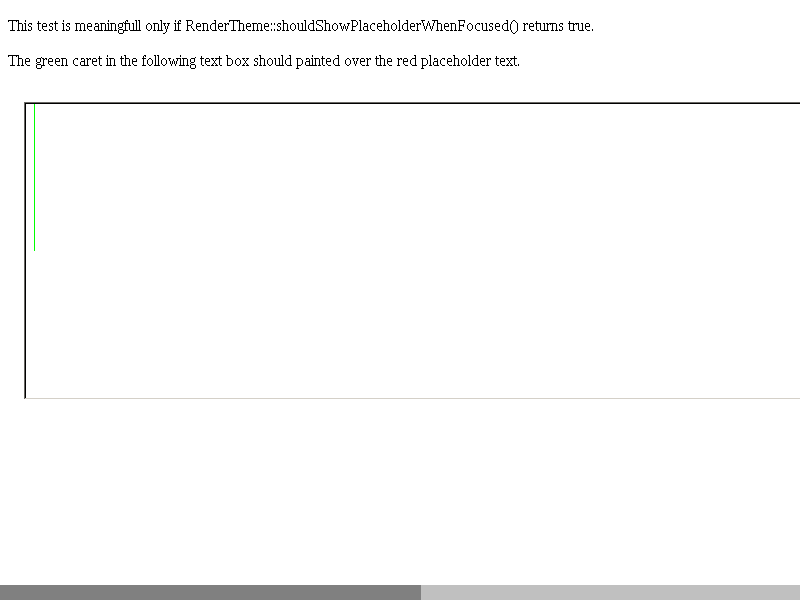 This test is meaningfull only if RenderTheme::shouldShowPlaceholderWhenFocused() returns true.
The green caret in the following text box should painted over the red placeholder text.